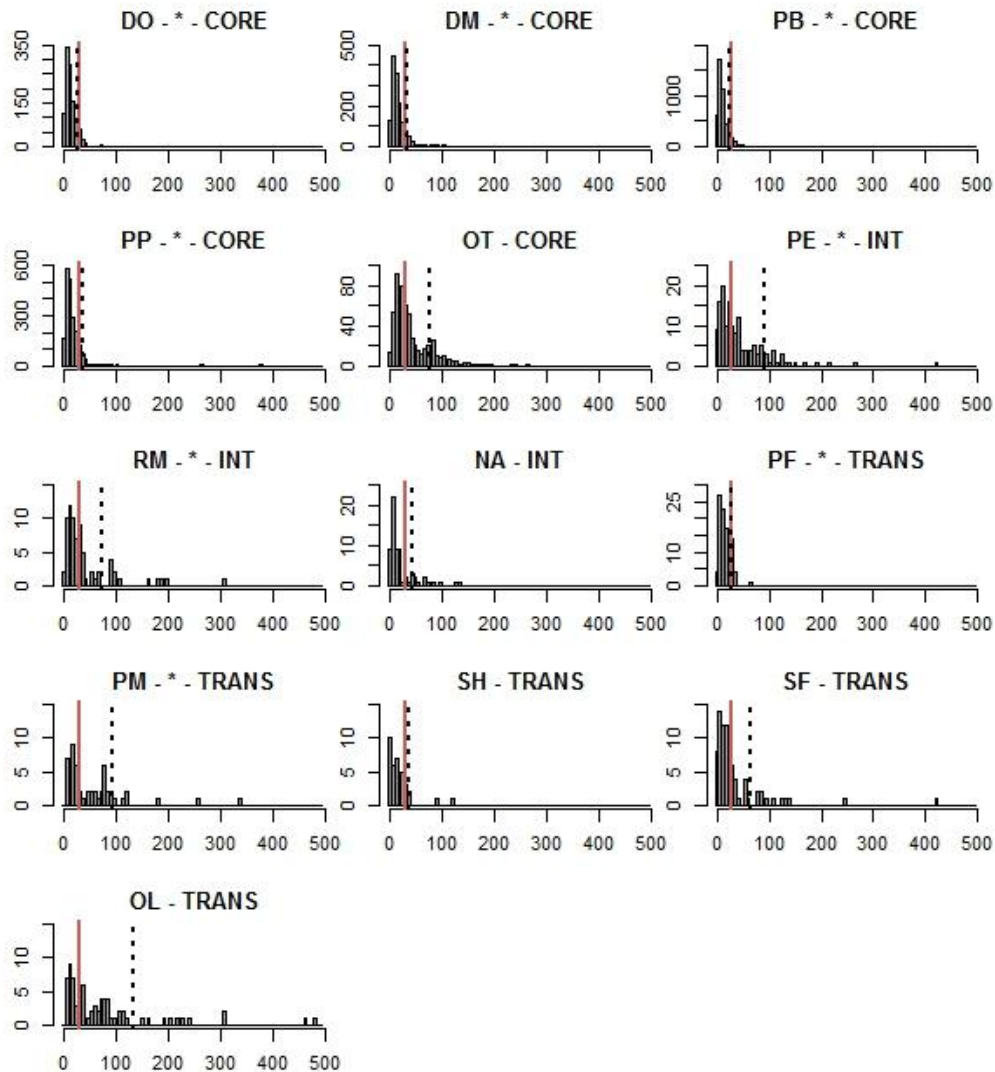 DO - * - CORE
DM - * - CORE
PB - * - CORE
0 150 350
0 200 500
0 1000
0 100 200 300 400 500
0 100 200 300 400 500
0 100 200 300 400 500
PP - * - CORE
OT - CORE
PE - * - INT
0 300 600
0 40 80
0 10 20
0 100 200 300 400 500
0 100 200 300 400 500
0 100 200 300 400 500
RM - * - INT
NA - INT
PF - * - TRANS
0 5 10
0 10 20
0 10 25
0 100 200 300 400 500
0 100 200 300 400 500
0 100 200 300 400 500
PM - * - TRANS
SH - TRANS
SF - TRANS
0 5 10
0 5 10
0 5 10
0 100 200 300 400 500
0 100 200 300 400 500
0 100 200 300 400 500
OL - TRANS
0 5 10
0 100 200 300 400 500